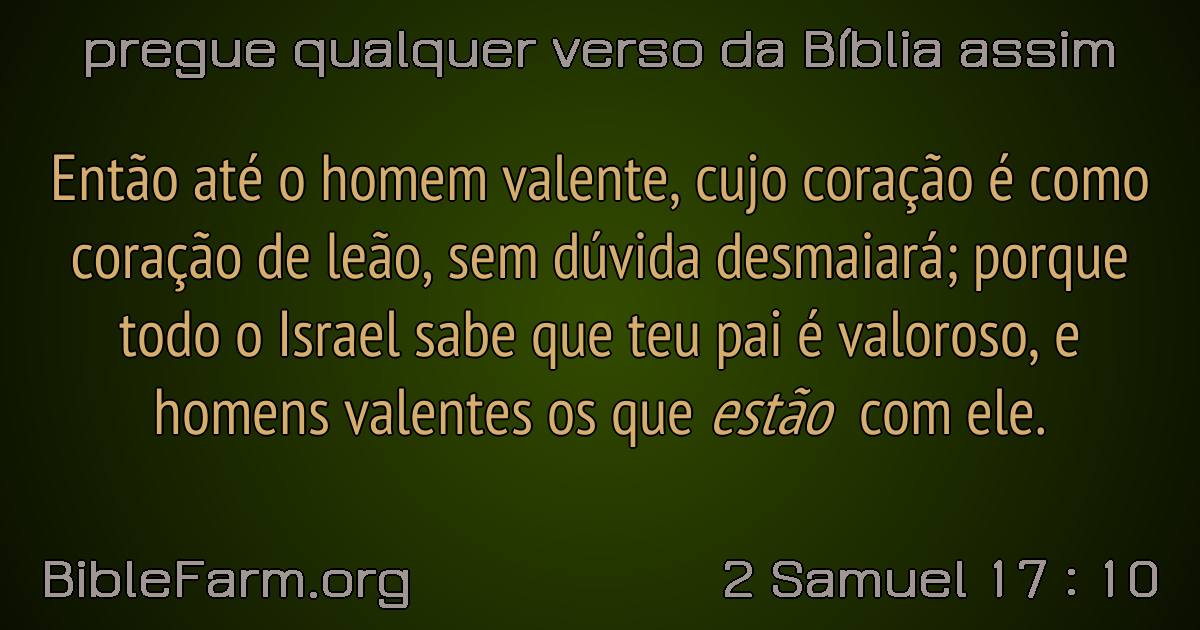 pregue qualquer verso da Bíblia assim
Então até o homem valente, cujo coração é como
coração de leão, sem dúvida desmaiará; porque
todo o Israel sabe que teu pai é valoroso, e
homens valentes os que estão com ele.
BibleFarm.org
2 Samuel 17 : 10